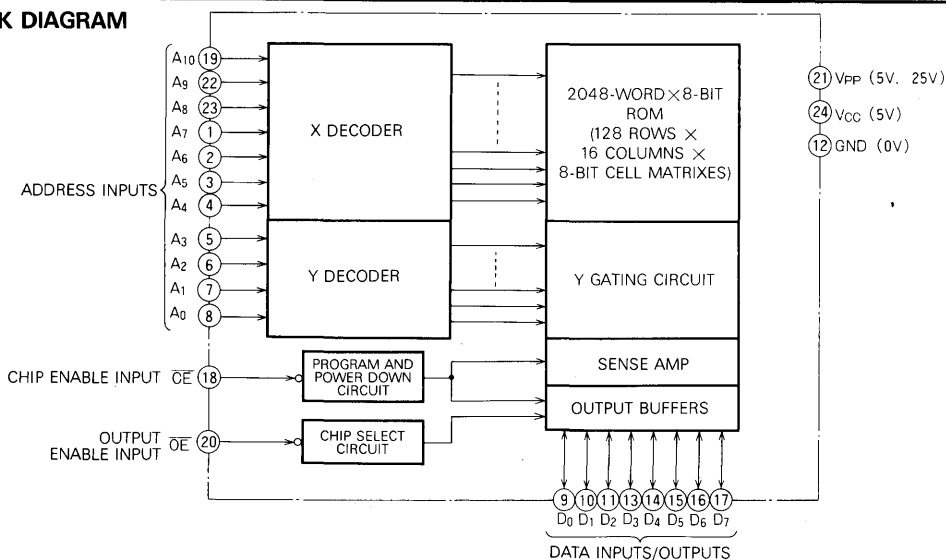 K DIAGRAM
A10 19
A9 22
A8 23
A7 1
A6 2
A5 3
A4 4
ADDRESS INPUTS
A3 5
A2 6
A1 7
A0 8
X DECODER
Y DECODER
2048-WORD×8-BIT
ROM
(128 ROWS ×
16 COLUMNS ×
8-BIT CELL MATRIXES)
Y GATING CIRCUIT
SENSE AMP
OUTPUT BUFFERS
21 VPP (5V, 25V)
24 VCC (5V)
12 GND (0V)
CHIP ENABLE INPUT C̅E̅ 18
PROGRAM AND
POWER DOWN
CIRCUIT
OUTPUT
ENABLE INPUT O̅E̅ 20
CHIP SELECT
CIRCUIT
9 10 11 13 14 15 16 17
D0 D1 D2 D3 D4 D5 D6 D7
DATA INPUTS/OUTPUTS